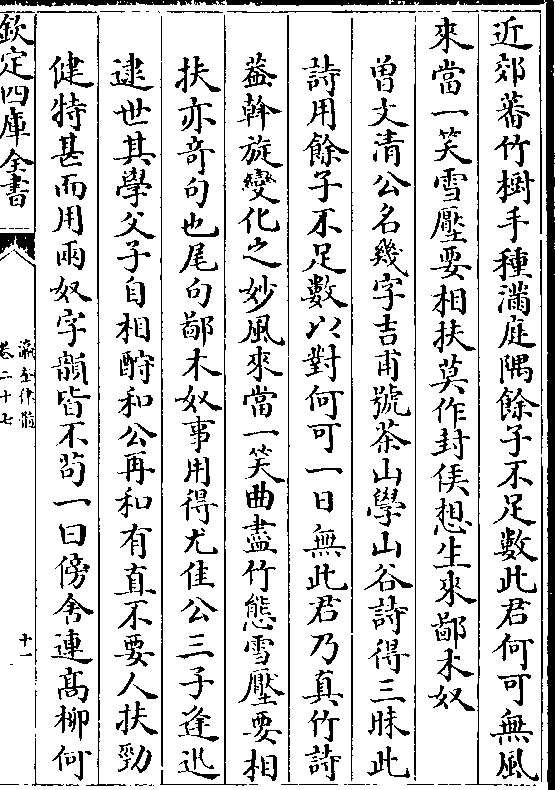 近郊蕃竹樹手種滿庭隅餘子不足數此君何可無風
來當一笑雪壓要相扶莫作封侯想生來鄙木奴
曾文清公名幾字吉甫號茶山學山谷詩得三昧此
詩用餘子不足數以對何可一日無此君乃真竹詩
葢斡旋變化之妙風來當一笑曲盡竹態雪壓要相
扶亦竒句也尾句鄙木奴事用得尤佳公三子逢迅
逮世其學父子自相酧和公再和有直不要人扶勁
健特甚而用兩奴字韻皆不茍一曰傍舍連髙栁何
欽定四庫全書
瀛奎律髓
卷二十七
十一